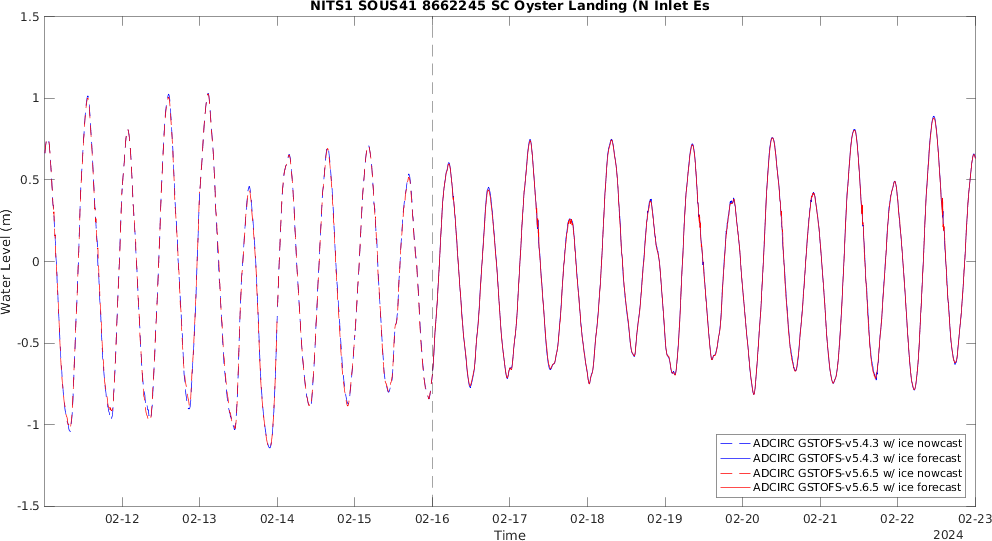 NITS1 SOUS41 8662245 SC Oyster Landing (N Inlet Es
1.5
1
0.5
0
-0.5
-1
-1.5
Water Level (m)
02-12 02-13 02-14 02-15 02-16 02-17 02-18 02-19 02-20 02-21 02-22 02-23
Time
2024
ADCIRC GSTOFS-v5.4.3 w/ ice nowcast
ADCIRC GSTOFS-v5.4.3 w/ ice forecast
ADCIRC GSTOFS-v5.6.5 w/ ice nowcast
ADCIRC GSTOFS-v5.6.5 w/ ice forecast